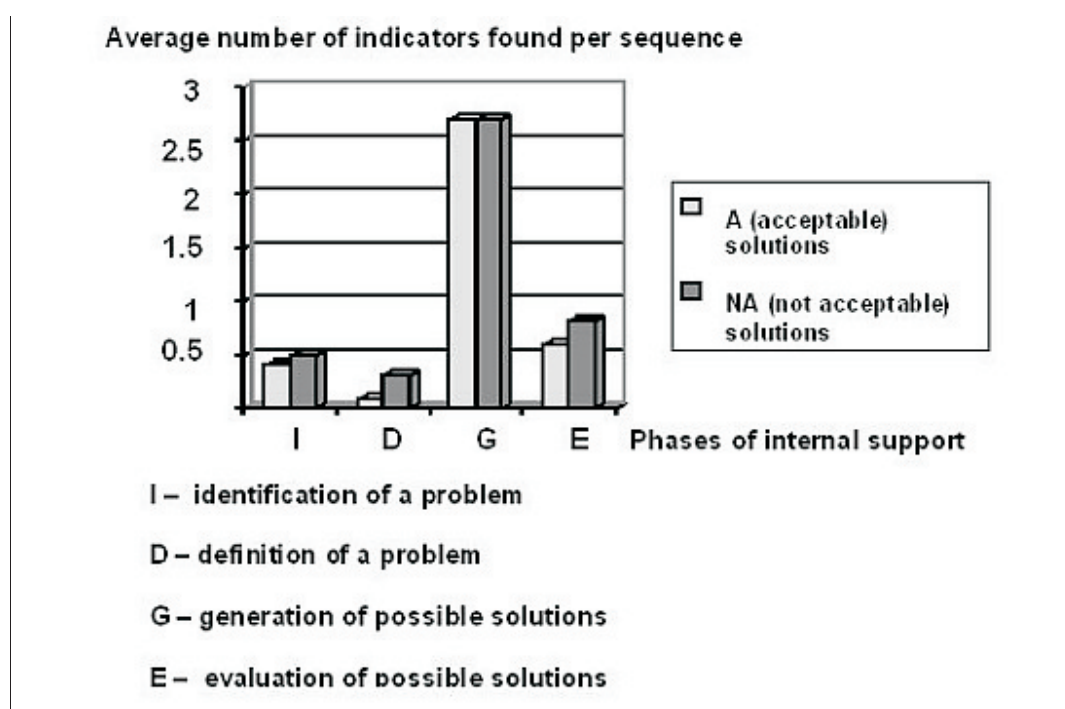 Average number of indicators found per sequence
3
2.5
2
1.5
1
0.5
A (acceptable)
solutions
NA (not acceptable)
solutions
I D G E Phases of internal support
I – identification of a problem
D – definition of a problem
G – generation of possible solutions
E – evaluation of possible solutions